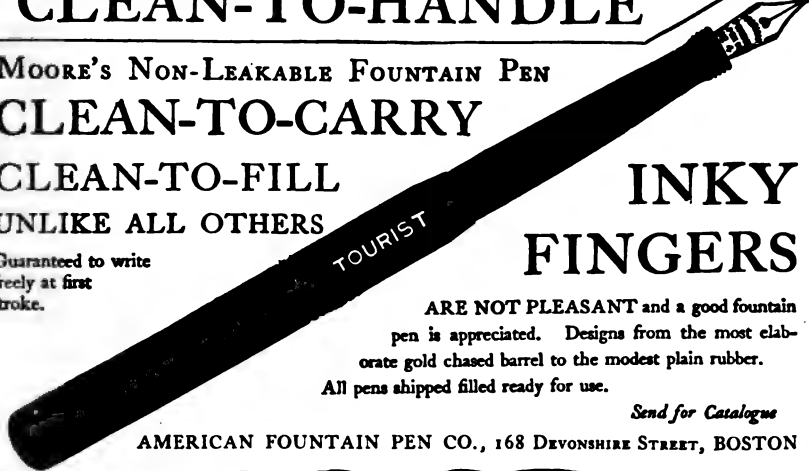 CLEAN-TO-HANDLE
MOORE'S NON-LEAKABLE FOUNTAIN PEN
CLEAN-TO-CARRY
CLEAN-TO-FILL
UNLIKE ALL OTHERS
Guaranteed to write
freely at first
stroke.
TOURIST
INKY
FINGERS
ARE NOT PLEASANT and a good fountain
pen is appreciated. Designs from the most elab-
orate gold chased barrel to the modest plain rubber.
All pens shipped filled ready for use.
Send for Catalogue
AMERICAN FOUNTAIN PEN CO., 168 DEVONSHIRE STREET, BOSTON